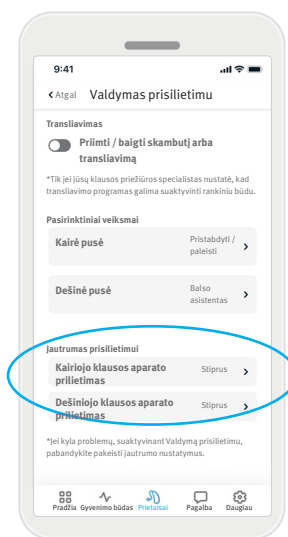 9:41
Atgal Valdymas prisilietimu
Transliavimas
Priimti / baigti skambutį arba
transliavimą
*Tik jei jūsų klausos priežiūros specialistas nustatė, kad
transliavimo programas galima suaktyvinti rankiniu būdu.
Pasirinktiniai veiksmai
Kairė pusė
Pristabdyti /
paleisti
Dešinė pusė
Balso
asistentas
Jautrumas prisilietimui
Kairiojo klausos aparato
prilietimas
Stiprus
Dešiniojo klausos aparato
prilietimas
Stiprus
*Jei kyla problemų, suaktyvinant Valdymą prisilietimu,
pabandykite pakeisti jautrumo nustatymus.
Pradžia Gyvenimo būdas Prietaisai Pagalba Daugiau